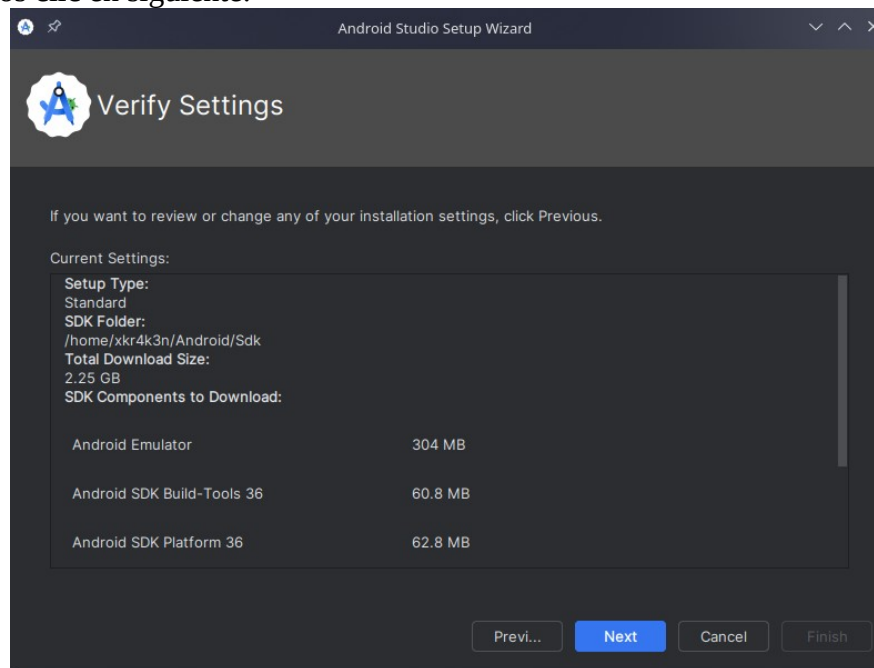 clic en siguiente.
Android Studio Setup Wizard
Verify Settings
If you want to review or change any of your installation settings, click Previous.
Current Settings:
Setup Type:
Standard
SDK Folder:
/home/xkr4k3n/Android/Sdk
Total Download Size:
2.25 GB
SDK Components to Download:
Android Emulator 304 MB
Android SDK Build-Tools 36 60.8 MB
Android SDK Platform 36 62.8 MB
Previ... Next Cancel Finish